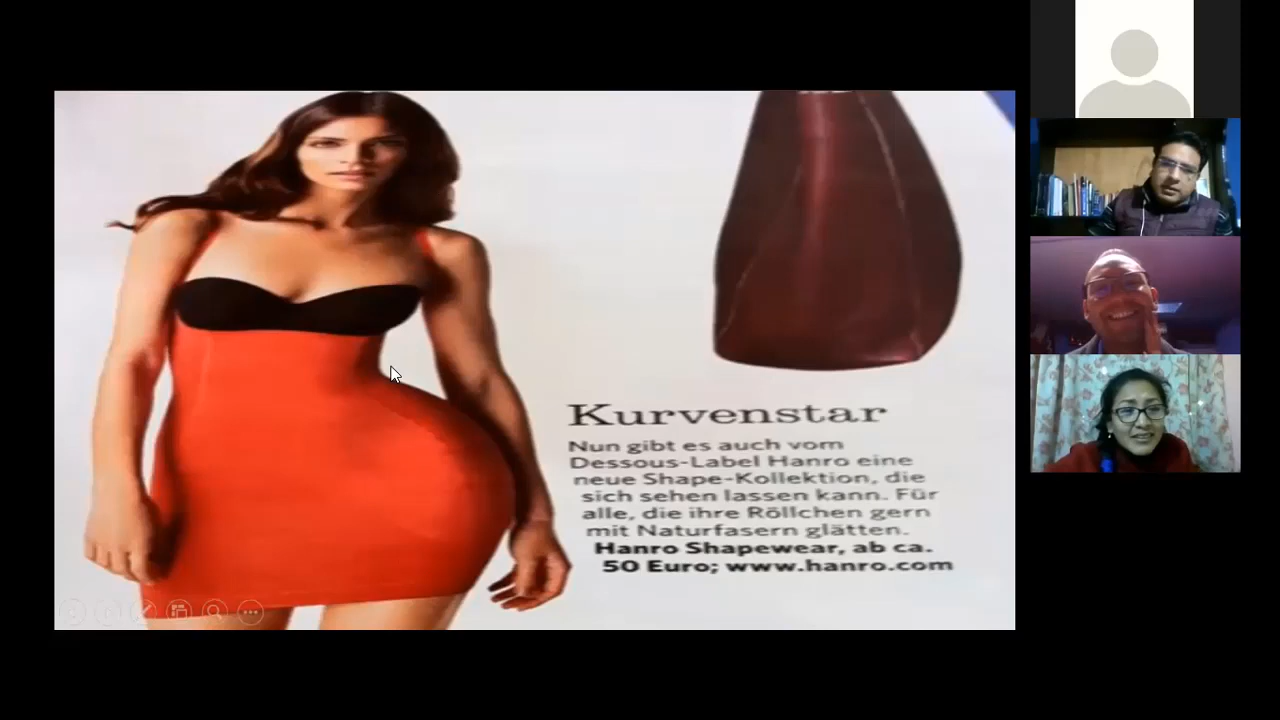 Kurvenstar
Nun gibt es auch vom
Dessous-Label Hanro eine
neue Shape-Kollektion, die
sich sehen lassen kann. Für
alle, die ihre Röllchen gern
mit Naturfasern glätten.
Hanro Shapewear, ab ca.
50 Euro; www.hanro.com